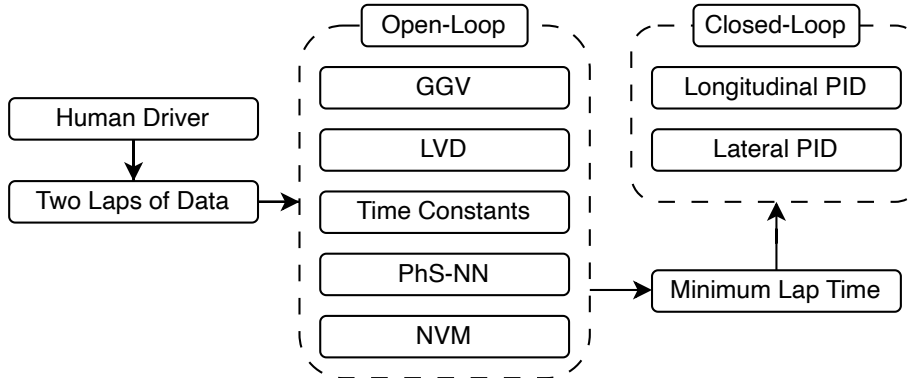 Human Driver
Two Laps of Data
Open-Loop
GGV
LVD
Time Constants
PhS-NN
NVM
Closed-Loop
Longitudinal PID
Lateral PID
Minimum Lap Time